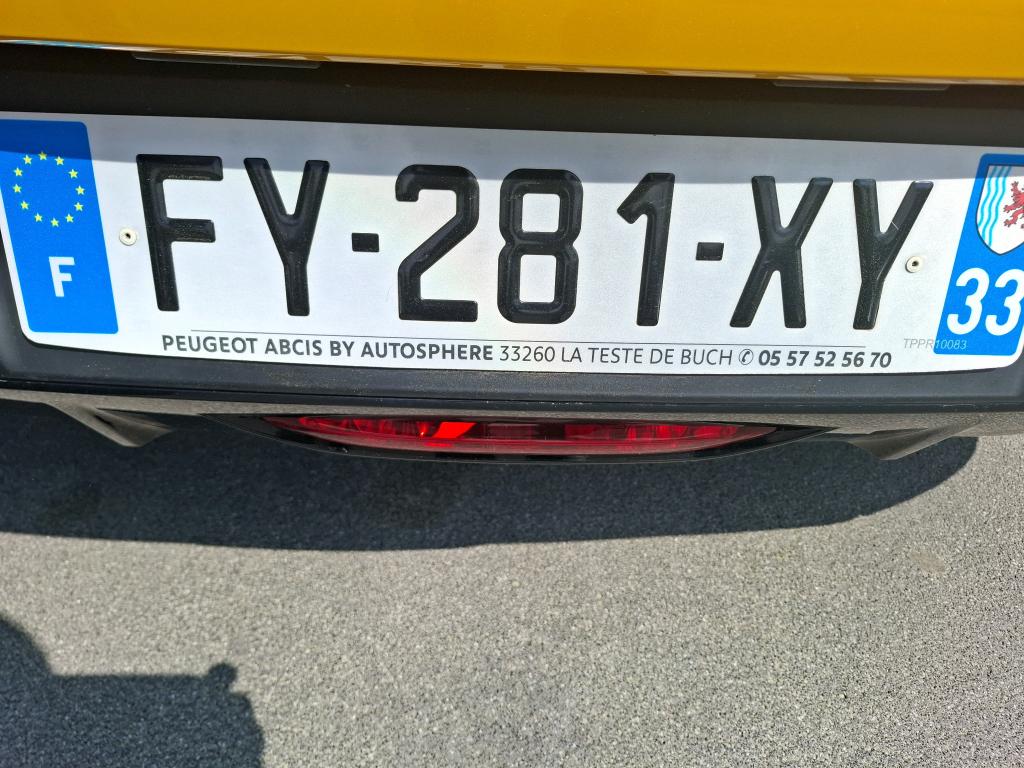 F
FY-281-XY
33
PEUGEOT ABCIS BY AUTOSPHERE 33260 LA TESTE DE BUCH ✆ 05 57 52 56 70
TPPR10083